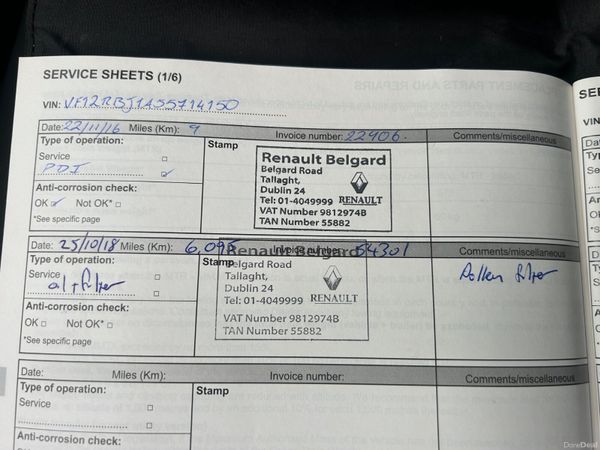 SERVICE SHEETS (1/6)
VIN: VF12RBJ1455714150
Date: 22/11/16 Miles (Km): 9 Invoice number: 22906 Comments/miscellaneous
Type of operation: Stamp
Service
PDI
Anti-corrosion check:
OK Not OK*
*See specific page
Renault Belgard
Belgard Road
Tallaght,
Dublin 24
Tel: 01-4049999 RENAULT
VAT Number 9812974B
TAN Number 55882
Date: 25/10/18 Miles (Km): 6,095 Invoice number: 54301 Comments/miscellaneous
Type of operation: Stamp
Service
oil + filter
Pollen filter
Anti-corrosion check:
OK Not OK*
*See specific page
Renault Belgard
Belgard Road
Tallaght,
Dublin 24
Tel: 01-4049999 RENAULT
VAT Number 9812974B
TAN Number 55882
Date: Miles (Km): Invoice number: Comments/miscellaneous
Type of operation: Stamp
Service
Anti-corrosion check:
SE
VIN
DoneDeal